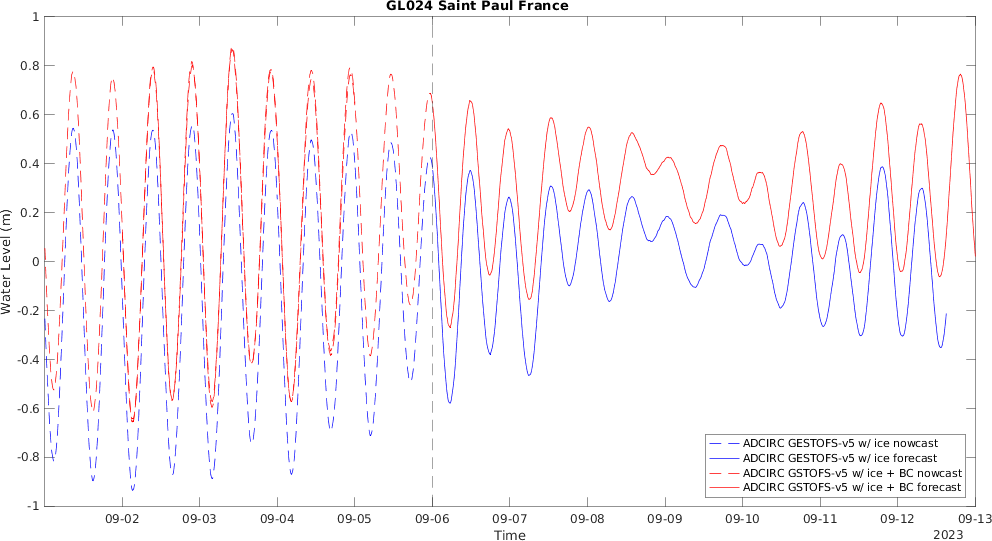 GL024 Saint Paul France
1
0.8
0.6
0.4
0.2
0
-0.2
-0.4
-0.6
-0.8
-1
Water Level (m)
ADCIRC GESTOFS-v5 w/ ice nowcast
ADCIRC GESTOFS-v5 w/ ice forecast
ADCIRC GSTOFS-v5 w/ ice + BC nowcast
ADCIRC GSTOFS-v5 w/ ice + BC forecast
09-02 09-03 09-04 09-05 09-06 09-07 09-08 09-09 09-10 09-11 09-12 09-13
Time
2023